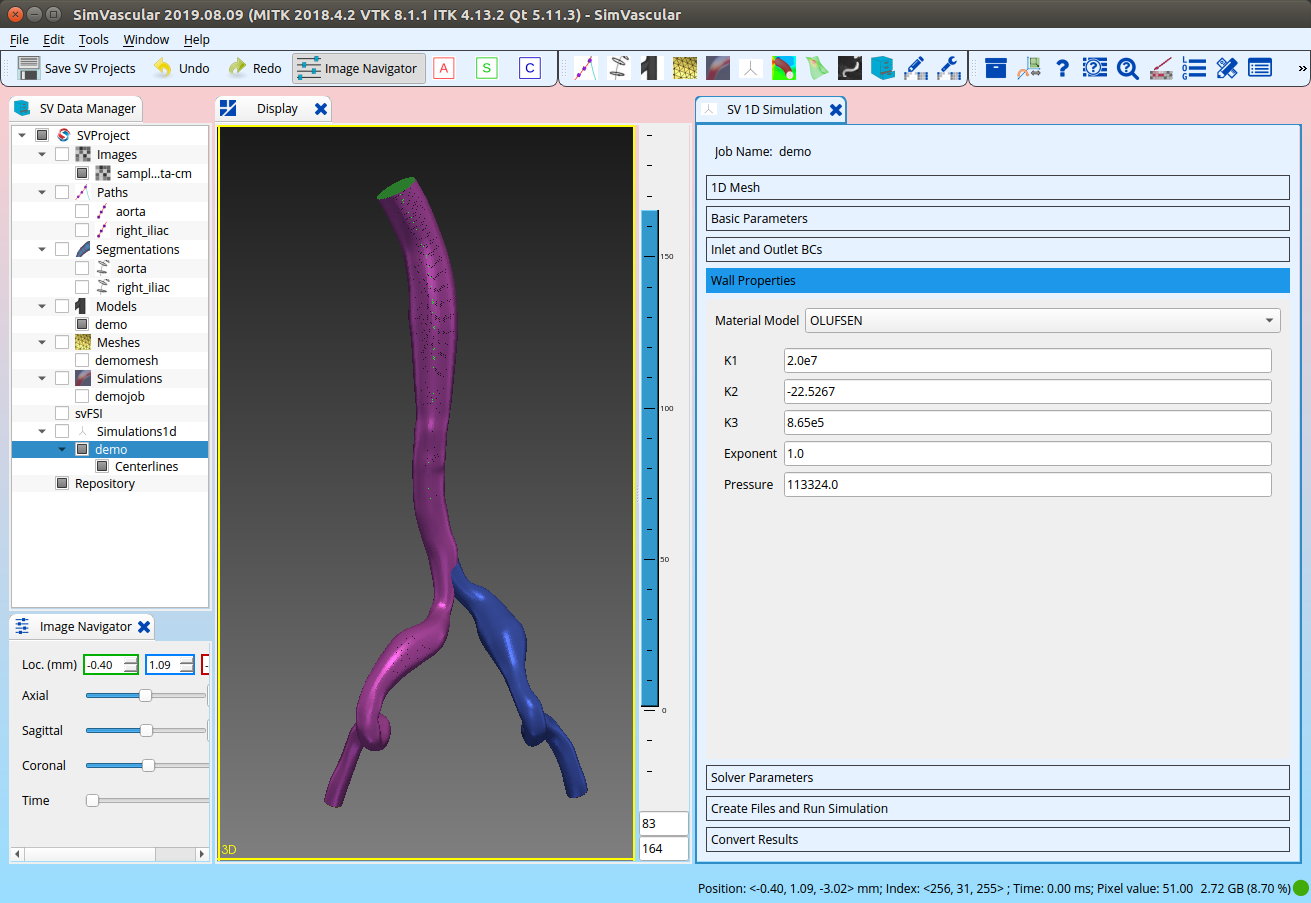 SimVascular 2019.08.09 (MITK 2018.4.2 VTK 8.1.1 ITK 4.13.2 Qt 5.11.3) - SimVascular
File Edit Tools Window Help
Save SV Projects Undo Redo Image Navigator A S C
LOG
»
SV Data Manager
SVProject
Images
sampl...ta-cm
Paths
aorta
right_iliac
Segmentations
aorta
right_iliac
Models
demo
Meshes
demomesh
Simulations
demojob
svFSI
Simulations1d
demo
Centerlines
Repository
Image Navigator
Loc. (mm) -0.40 1.09 -
Axial
Sagittal
Coronal
Time
Display
3D
150
100
50
0
83
164
SV 1D Simulation
Job Name: demo
1D Mesh
Basic Parameters
Inlet and Outlet BCs
Wall Properties
Material Model OLUFSEN
K1 2.0e7
K2 -22.5267
K3 8.65e5
Exponent 1.0
Pressure 113324.0
Solver Parameters
Create Files and Run Simulation
Convert Results
Position: <-0.40, 1.09, -3.02> mm; Index: <256, 31, 255> ; Time: 0.00 ms; Pixel value: 51.00 2.72 GB (8.70 %)